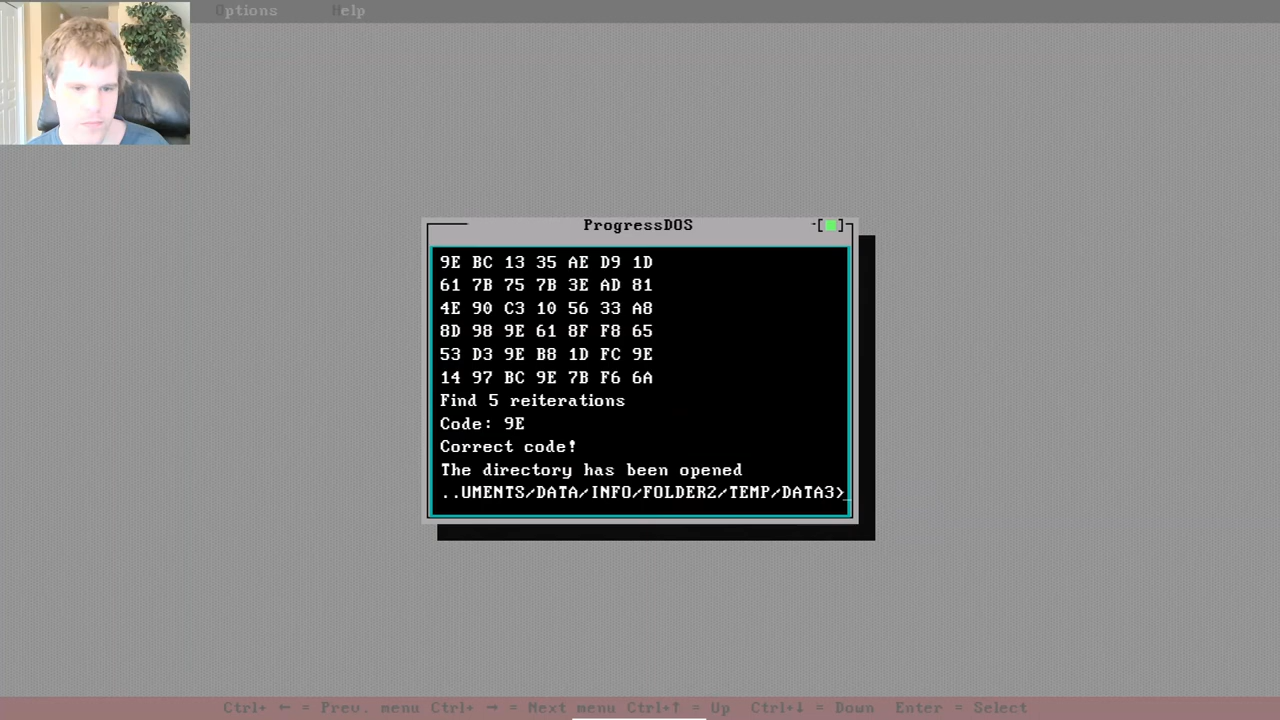 Options Help
ProgressDOS
9E BC 13 35 AE D9 1D
61 7B 75 7B 3E AD 81
4E 90 C3 10 56 33 A8
8D 98 9E 61 8F F8 65
53 D3 9E B8 1D FC 9E
14 97 BC 9E 7B F6 6A
Find 5 reiterations
Code: 9E
Correct code!
The directory has been opened
..UMENTS/DATA/INFO/FOLDER2/TEMP/DATA3>_
Ctrl+ ← = Prev. menu Ctrl+ → = Next menu Ctrl+↑ = Up Ctrl+↓ = Down Enter = Select